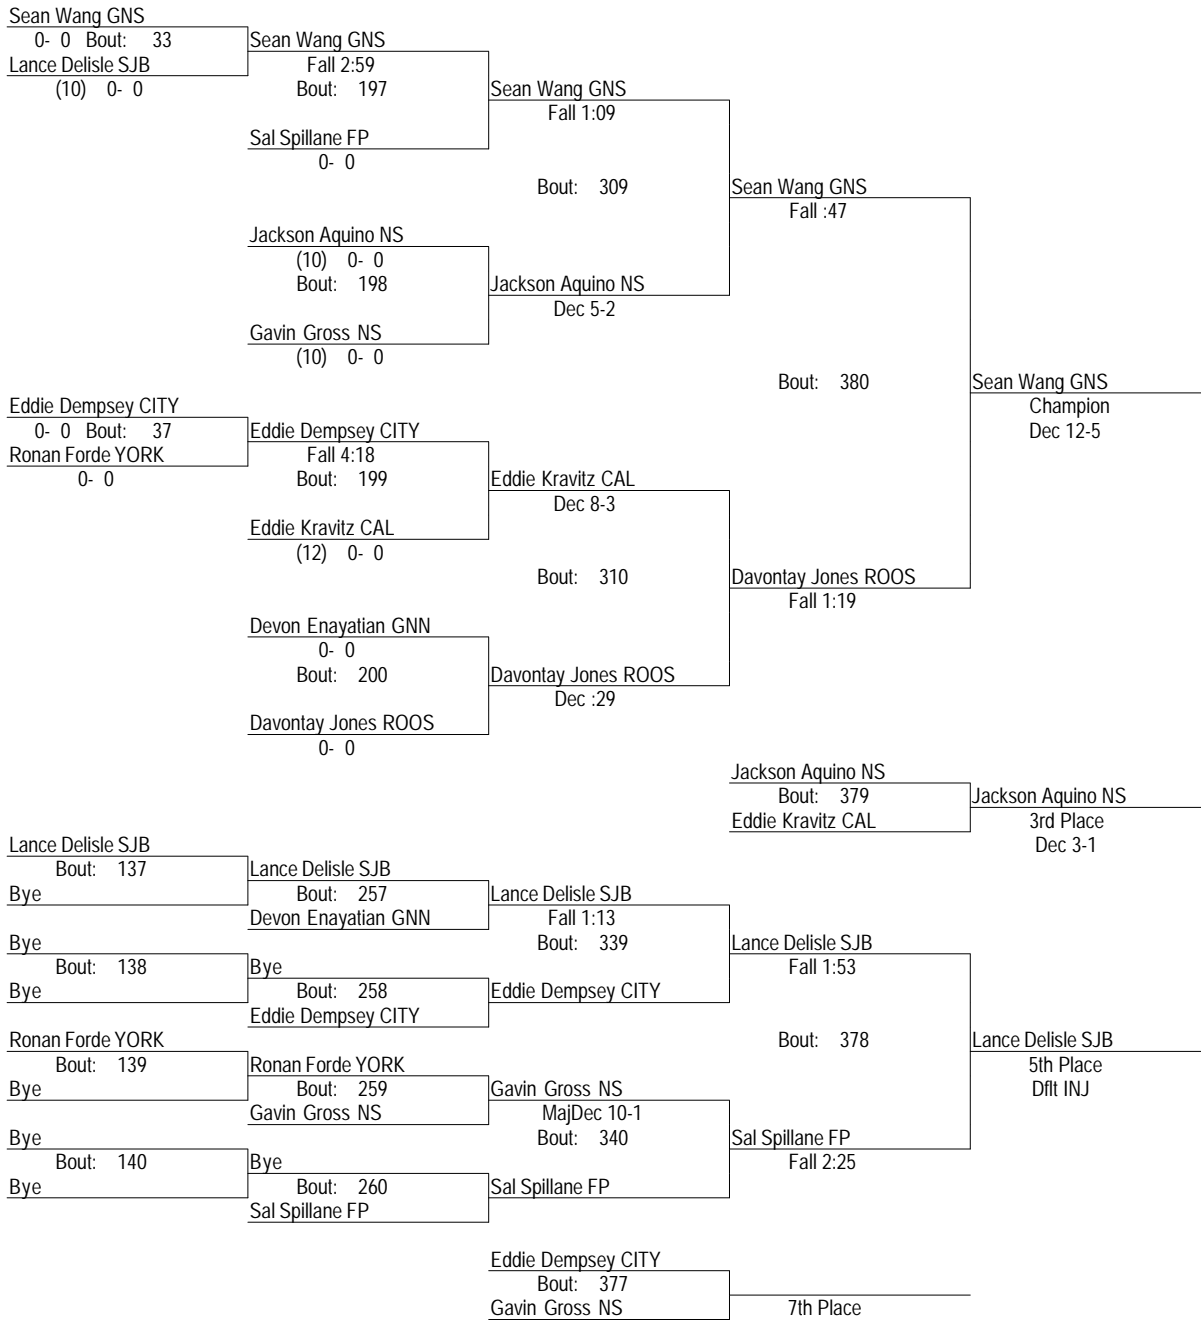 Sean Wang GNS
0- 0 Bout: 33
Sean Wang GNS
Lance Delisle SJB
Fall 2:59
(10) 0- 0
Bout: 197
Sean Wang GNS
Fall 1:09
Sal Spillane FP
0- 0
Bout: 309
Sean Wang GNS
Fall :47
Jackson Aquino NS
(10) 0- 0
Bout: 198
Jackson Aquino NS
Dec 5-2
Gavin Gross NS
(10) 0- 0
Bout: 380
Sean Wang GNS
Champion
Dec 12-5
Eddie Dempsey CITY
0- 0 Bout: 37
Eddie Dempsey CITY
Ronan Forde YORK
Fall 4:18
0- 0
Bout: 199
Eddie Kravitz CAL
Dec 8-3
Eddie Kravitz CAL
(12) 0- 0
Bout: 310
Davontay Jones ROOS
Fall 1:19
Devon Enayatian GNN
0- 0
Bout: 200
Davontay Jones ROOS
Dec :29
Davontay Jones ROOS
0- 0
Jackson Aquino NS
Bout: 379
Jackson Aquino NS
Eddie Kravitz CAL
3rd Place
Dec 3-1
Lance Delisle SJB
Bout: 137
Lance Delisle SJB
Bye
Bout: 257
Lance Delisle SJB
Devon Enayatian GNN
Fall 1:13
Bye
Bout: 339
Lance Delisle SJB
Bout: 138
Bye
Fall 1:53
Bye
Bout: 258
Eddie Dempsey CITY
Eddie Dempsey CITY
Ronan Forde YORK
Bout: 378
Lance Delisle SJB
Bout: 139
Ronan Forde YORK
5th Place
Bye
Bout: 259
Gavin Gross NS
Dflt INJ
Gavin Gross NS
MajDec 10-1
Bye
Bout: 340
Sal Spillane FP
Bout: 140
Bye
Fall 2:25
Bye
Bout: 260
Sal Spillane FP
Sal Spillane FP
Eddie Dempsey CITY
Bout: 377
Gavin Gross NS
7th Place